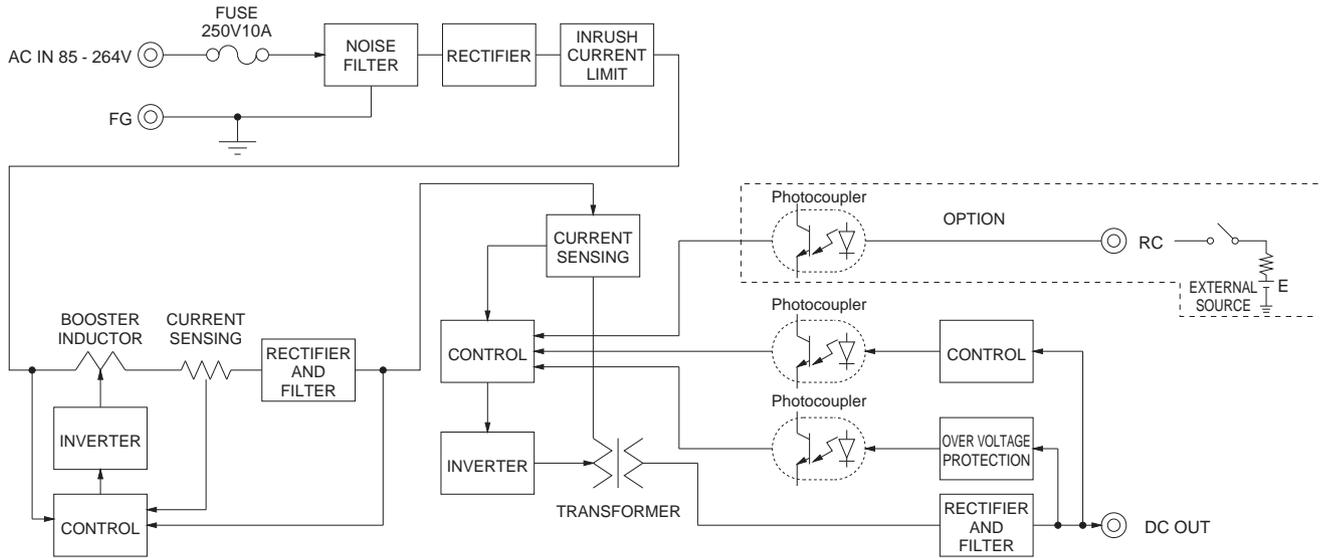 FUSE
250V10A
AC IN 85 - 264V
NOISE
FILTER
RECTIFIER
INRUSH
CURRENT
LIMIT
FG
Photocoupler
OPTION
RC
EXTERNAL
SOURCE
E
CURRENT
SENSING
BOOSTER
INDUCTOR
CURRENT
SENSING
RECTIFIER
AND
FILTER
CONTROL
Photocoupler
CONTROL
INVERTER
Photocoupler
OVER VOLTAGE
PROTECTION
INVERTER
TRANSFORMER
CONTROL
RECTIFIER
AND
FILTER
DC OUT